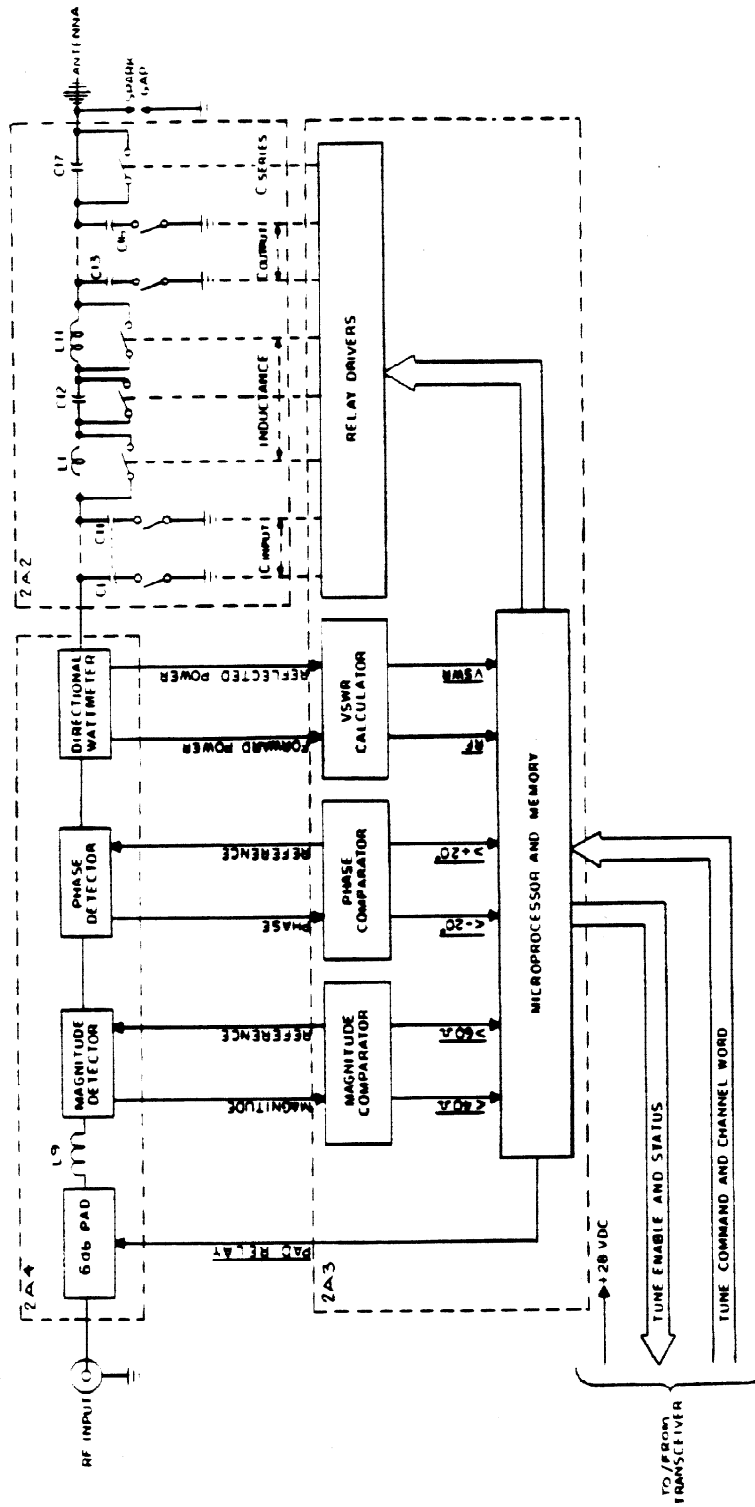 RF INPUT
2A4
6db PAD
L9
MAGNITUDE
DETECTOR
PHASE
DETECTOR
DIRECTIONAL
WATTMETER
2A2
C1
C INPUT
L1
C12
L11
INDUCTANCE
C13
C16
C OUTPUT
C17
C SERIES
ANTENNA
SPARK
GAP
PAD RELAY
MAGNITUDE
REFERENCE
PHASE
REFERENCE
FORWARD POWER
REFLECTED POWER
2A3
MAGNITUDE
COMPARATOR
PHASE
COMPARATOR
VSWR
CALCULATOR
RELAY DRIVERS
<40Ω
>60Ω
<-20°
>+20°
RF
VSWR
MICROPROCESSOR AND MEMORY
+28 VDC
TUNE ENABLE AND STATUS
TUNE COMMAND AND CHANNEL WORD
TO/FROM
TRANSCEIVER